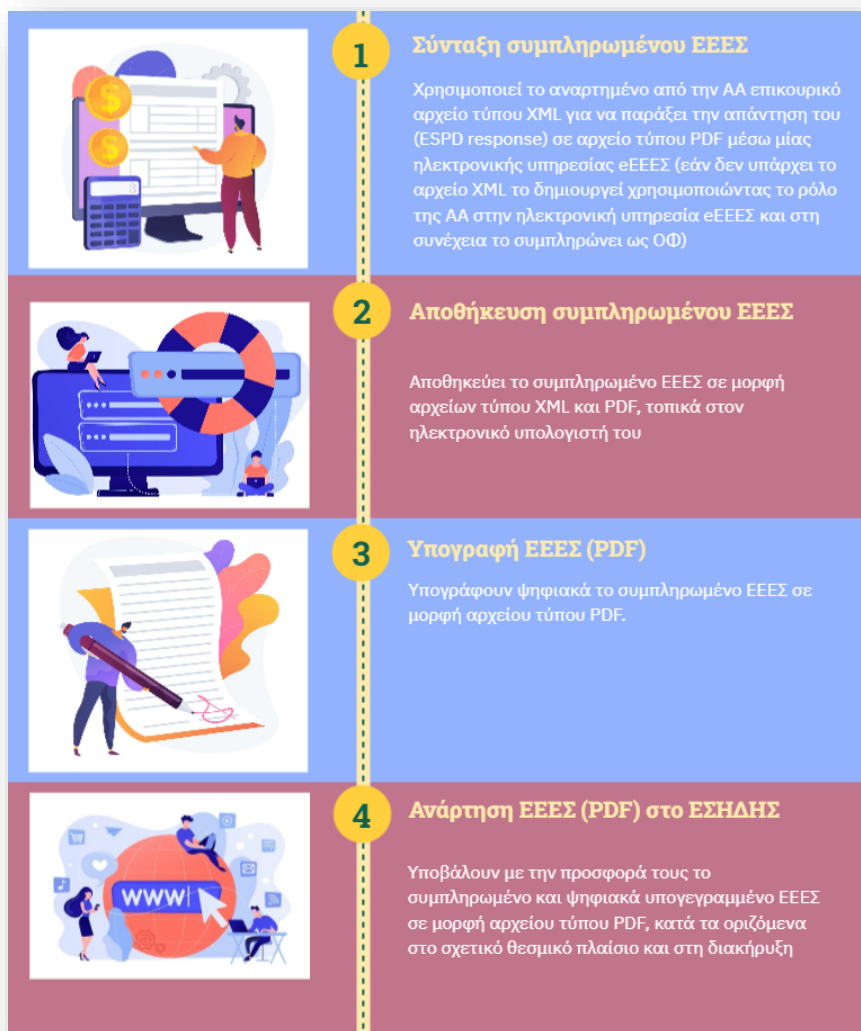 1
Σύνταξη συμπληρωμένου ΕΕΕΣ
Χρησιμοποιεί το αναρτημένο από την ΑΑ επικουρικό
αρχείο τύπου XML για να παράξει την απάντηση του
(ESPD response) σε αρχείο τύπου PDF μέσω μίας
ηλεκτρονικής υπηρεσίας eΕΕΕΣ (εάν δεν υπάρχει το
αρχείο XML το δημιουργεί χρησιμοποιώντας το ρόλο
της ΑΑ στην ηλεκτρονική υπηρεσία eΕΕΕΣ και στη
συνέχεια το συμπληρώνει ως ΟΦ)
2
Αποθήκευση συμπληρωμένου ΕΕΕΣ
Αποθηκεύει το συμπληρωμένο ΕΕΕΣ σε μορφή
αρχείων τύπου XML και PDF, τοπικά στον
ηλεκτρονικό υπολογιστή του
3
Υπογραφή ΕΕΕΣ (PDF)
Υπογράφουν ψηφιακά το συμπληρωμένο ΕΕΕΣ σε
μορφή αρχείου τύπου PDF.
4
Ανάρτηση ΕΕΕΣ (PDF) στο ΕΣΗΔΗΣ
Υποβάλουν με την προσφορά τους το
συμπληρωμένο και ψηφιακά υπογεγραμμένο ΕΕΕΣ
σε μορφή αρχείου τύπου PDF, κατά τα οριζόμενα
στο σχετικό θεσμικό πλαίσιο και στη διακήρυξη
WWW